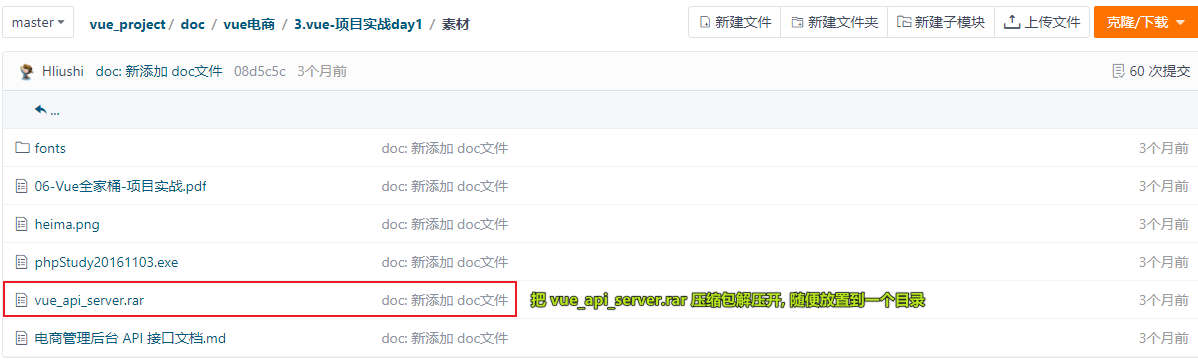 master vue_project / doc / vue电商 / 3.vue-项目实战day1 / 素材 新建文件 新建文件夹 新建子模块 上传文件 克隆/下载
Hliushi doc: 新添加 doc文件 08d5c5c 3个月前 60 次提交
...
fonts doc: 新添加 doc文件 3个月前
06-Vue全家桶-项目实战.pdf doc: 新添加 doc文件 3个月前
heima.png doc: 新添加 doc文件 3个月前
phpStudy20161103.exe doc: 新添加 doc文件 3个月前
vue_api_server.rar doc: 新添加 doc文件 把 vue_api_server.rar 压缩包解压开, 随便放置到一个目录 3个月前
电商管理后台 API 接口文档.md doc: 新添加 doc文件 3个月前